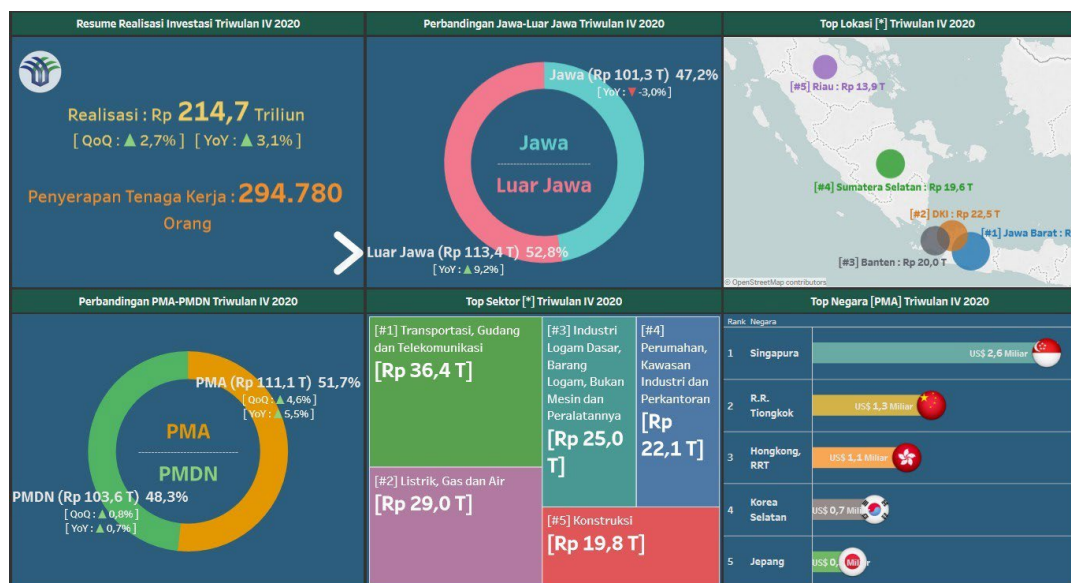 Resume Realisasi Investasi Triwulan IV 2020
Realisasi : Rp 214,7 Triliun
[ QoQ : ▲ 2,7% ] [ YoY : ▲ 3,1% ]
Penyerapan Tenaga Kerja : 294.780
Orang
Perbandingan Jawa-Luar Jawa Triwulan IV 2020
Jawa (Rp 101,3 T) 47,2%
[ YoY : ▼ -3,0% ]
Jawa
Luar Jawa
Luar Jawa (Rp 113,4 T) 52,8%
[ YoY : ▲ 9,2% ]
Top Lokasi [*] Triwulan IV 2020
[#5] Riau : Rp 13,9 T
[#4] Sumatera Selatan : Rp 19,6 T
[#2] DKI : Rp 22,5 T
[#1] Jawa Barat : R
[#3] Banten : Rp 20,0 T
© OpenStreetMap contributors
Perbandingan PMA-PMDN Triwulan IV 2020
PMA (Rp 111,1 T) 51,7%
[ QoQ : ▲ 4,6% ]
[ YoY : ▲ 5,5% ]
PMA
PMDN
PMDN (Rp 103,6 T) 48,3%
[ QoQ : ▲ 0,8% ]
[ YoY : ▲ 0,7% ]
Top Sektor [*] Triwulan IV 2020
[#1] Transportasi, Gudang
dan Telekomunikasi
[Rp 36,4 T]
[#2] Listrik, Gas dan Air
[Rp 29,0 T]
[#3] Industri
Logam Dasar,
Barang
Logam, Bukan
Mesin dan
Peralatannya
[Rp 25,0
T]
[#4]
Perumahan,
Kawasan
Industri dan
Perkantoran
[Rp
22,1 T]
[#5] Konstruksi
[Rp 19,8 T]
Top Negara [PMA] Triwulan IV 2020
Rank Negara
1 Singapura US$ 2,6 Miliar
2 R.R.
Tiongkok US$ 1,3 Miliar
3 Hongkong,
RRT US$ 1,1 Miliar
4 Korea
Selatan US$ 0,7
5 Jepang US$ 0,